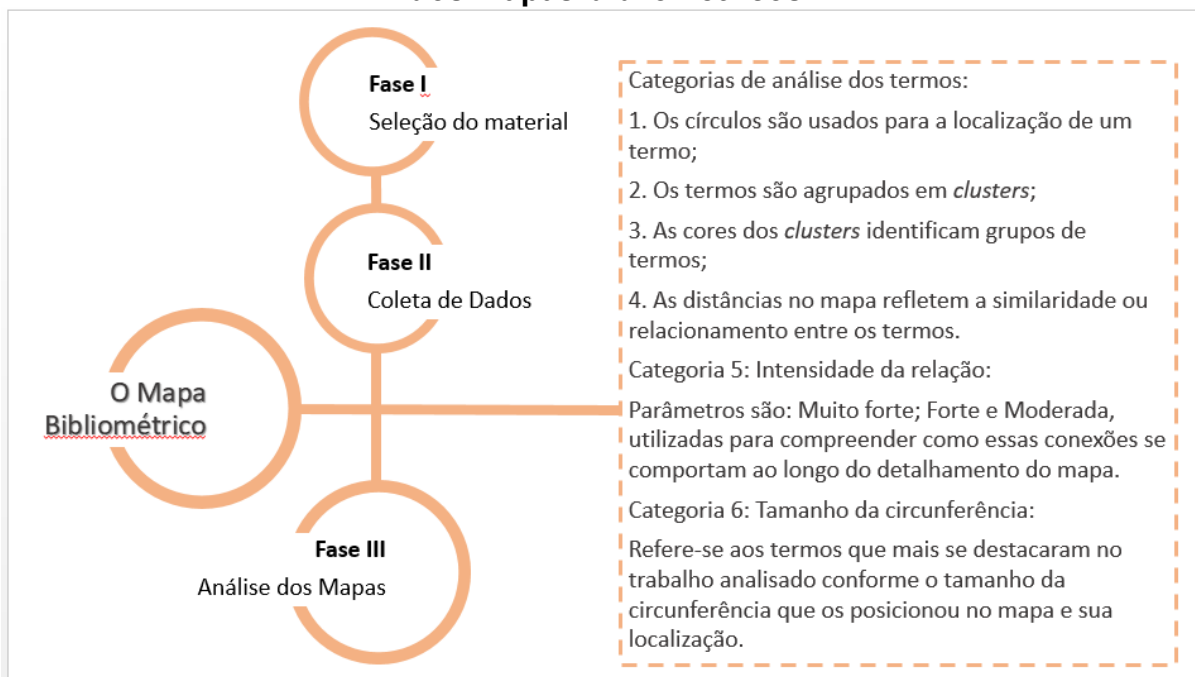 Fase I
Seleção do material
Fase II
Coleta de Dados
O Mapa
Bibliométrico
Fase III
Análise dos Mapas
Categorias de análise dos termos:
1. Os círculos são usados para a localização de um
termo;
2. Os termos são agrupados em clusters;
3. As cores dos clusters identificam grupos de
termos;
4. As distâncias no mapa refletem a similaridade ou
relacionamento entre os termos.
Categoria 5: Intensidade da relação:
Parâmetros são: Muito forte; Forte e Moderada,
utilizadas para compreender como essas conexões se
comportam ao longo do detalhamento do mapa.
Categoria 6: Tamanho da circunferência:
Refere-se aos termos que mais se destacaram no
trabalho analisado conforme o tamanho da
circunferência que os posicionou no mapa e sua
localização.